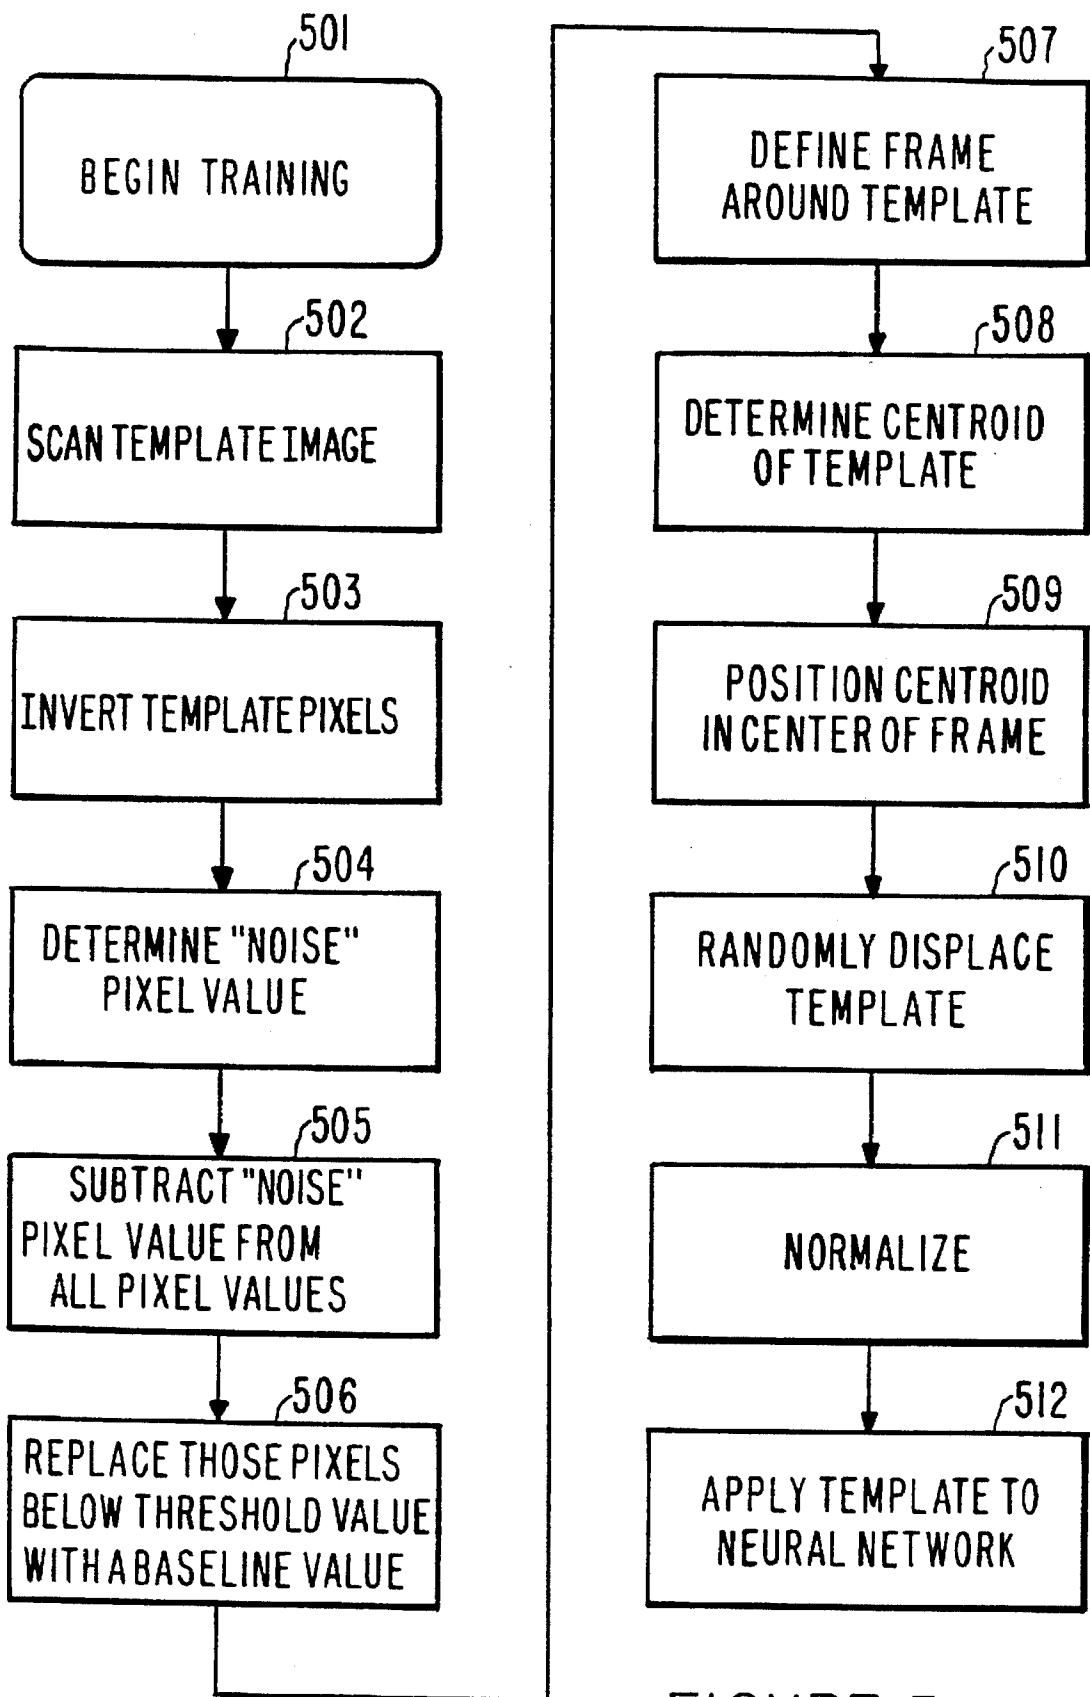 501
BEGIN TRAINING
502
SCAN TEMPLATE IMAGE
503
INVERT TEMPLATE PIXELS
504
DETERMINE "NOISE"
PIXEL VALUE
505
SUBTRACT "NOISE"
PIXEL VALUE FROM
ALL PIXEL VALUES
506
REPLACE THOSE PIXELS
BELOW THRESHOLD VALUE
WITH A BASELINE VALUE
507
DEFINE FRAME
AROUND TEMPLATE
508
DETERMINE CENTROID
OF TEMPLATE
509
POSITION CENTROID
IN CENTER OF FRAME
510
RANDOMLY DISPLACE
TEMPLATE
511
NORMALIZE
512
APPLY TEMPLATE TO
NEURAL NETWORK
FIGURE